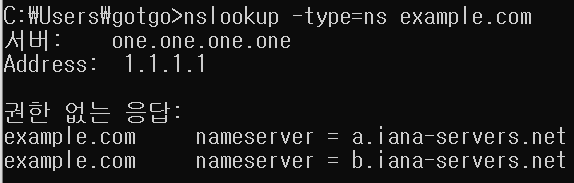 C:₩Users₩gotgo>nslookup -type=ns example.com
서버:    one.one.one.one
Address:  1.1.1.1

권한 없는 응답:
example.com     nameserver = a.iana-servers.net
example.com     nameserver = b.iana-servers.net